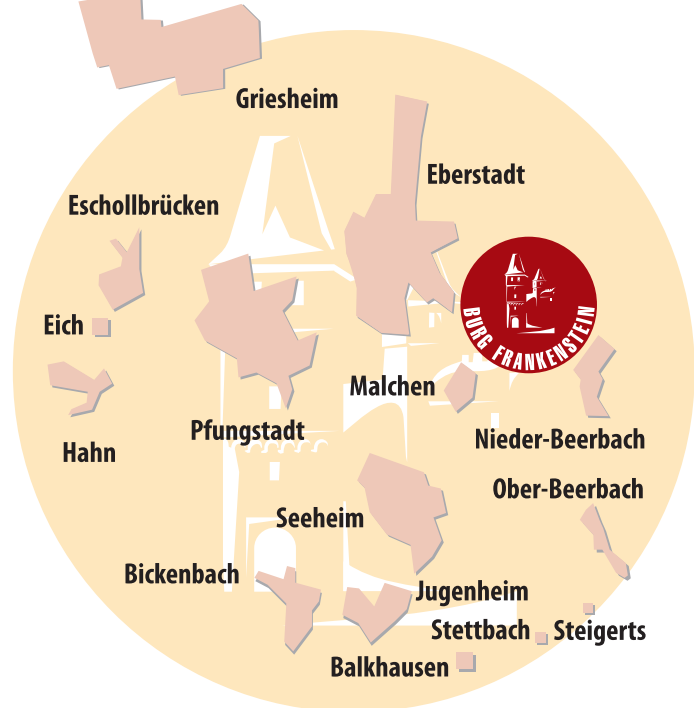 Griesheim
Eberstadt
Eschollbrücken
BURG FRANKENSTEIN
Eich
Malchen
Pfungstadt
Nieder-Beerbach
Hahn
Ober-Beerbach
Seeheim
Bickenbach
Jugenheim
Stettbach
Steigerts
Balkhausen